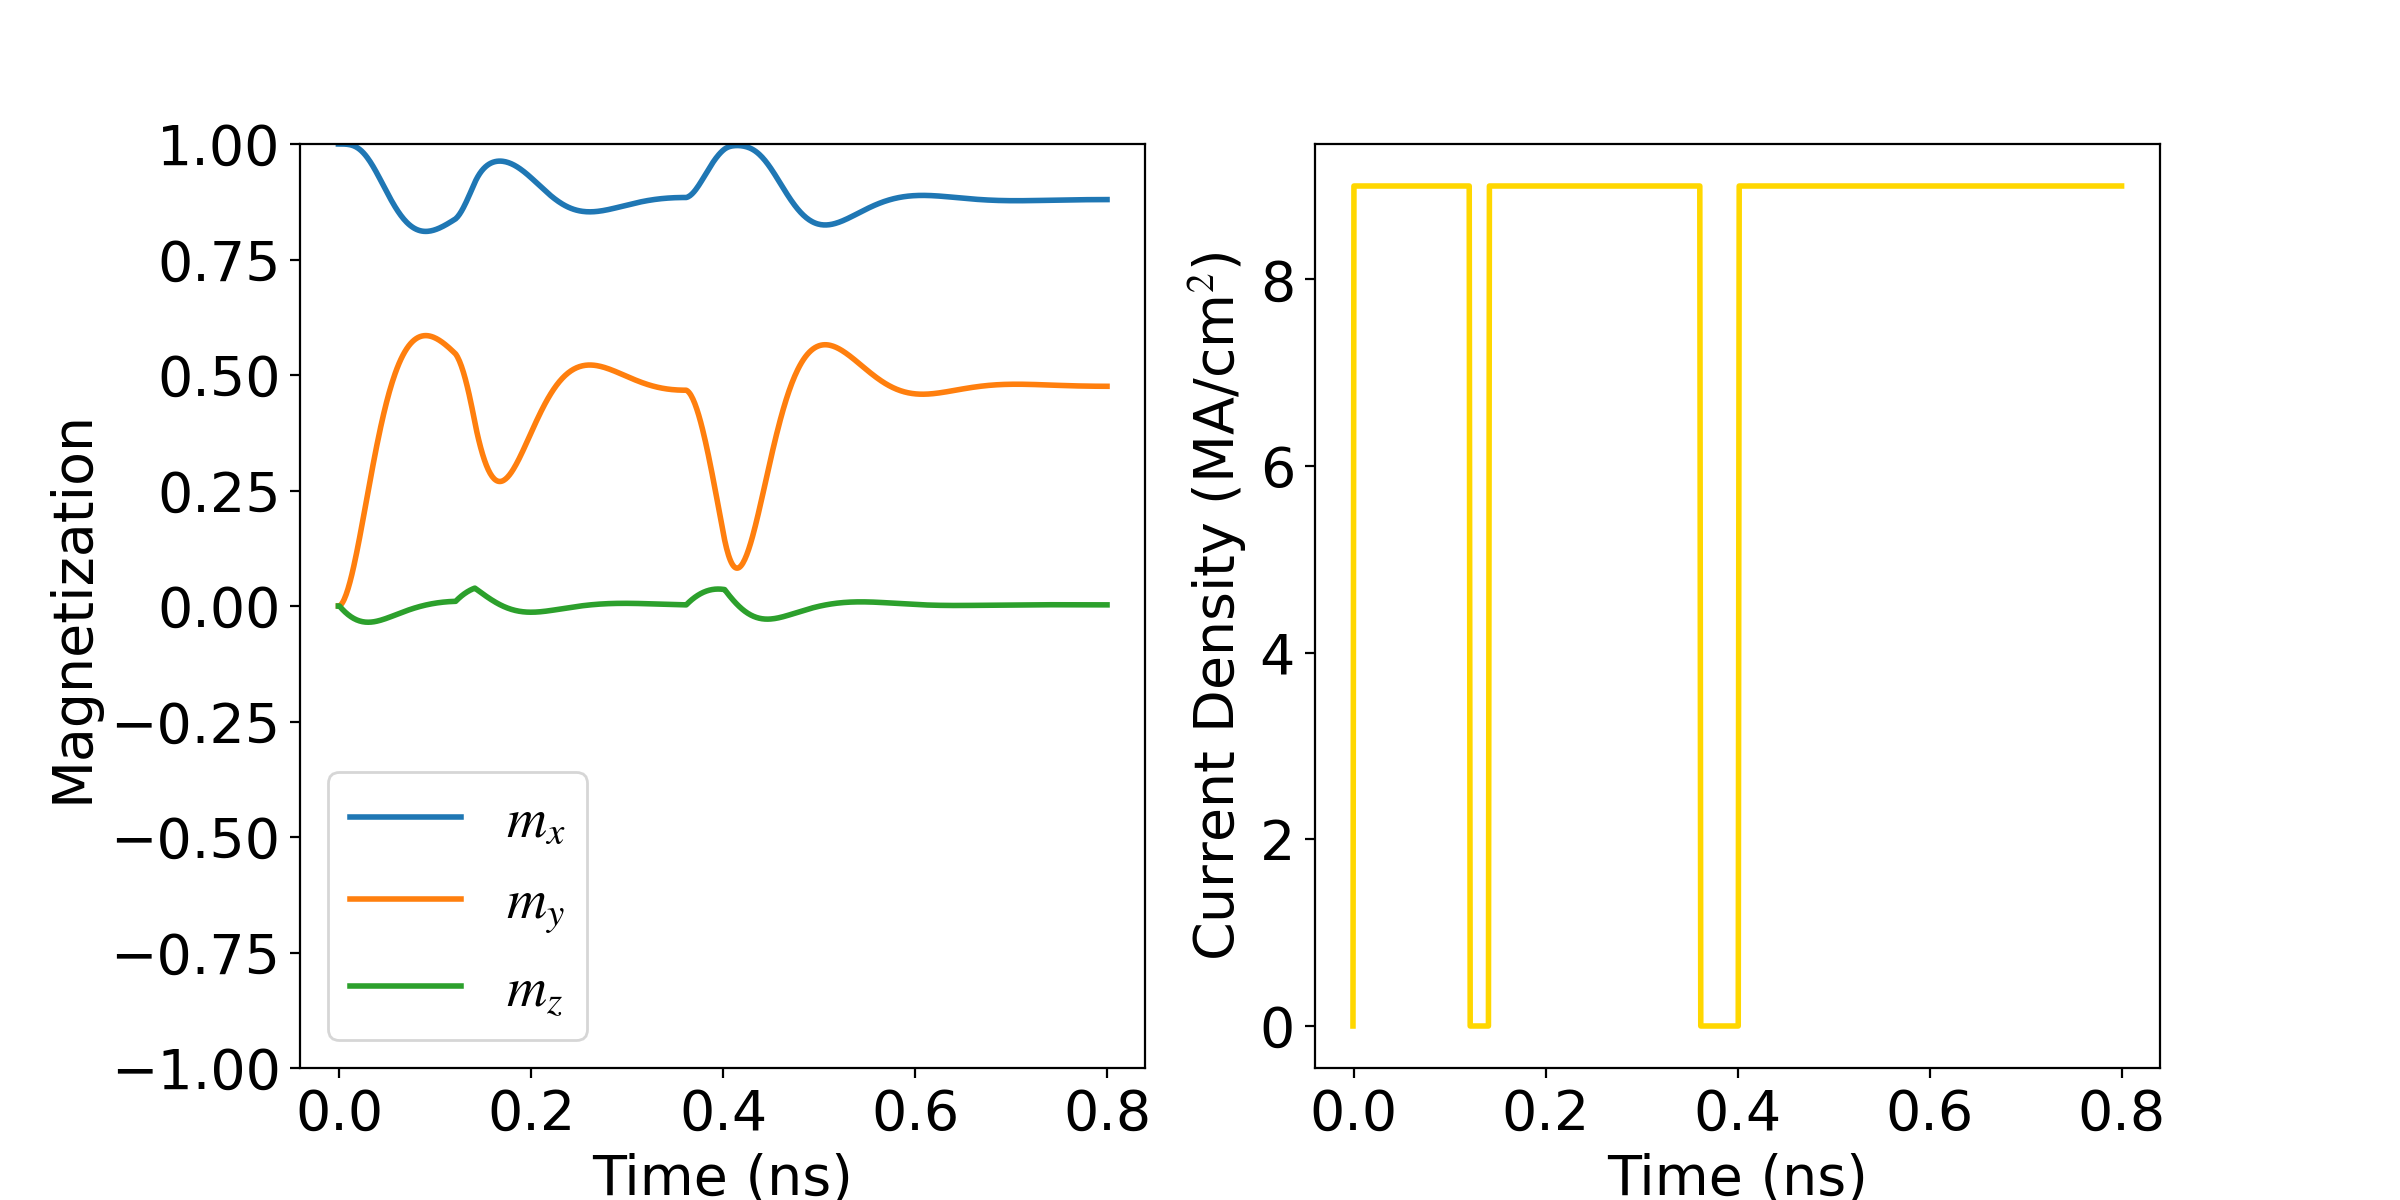 Magnetization
1.00
0.75
0.50
0.25
0.00
−0.25
−0.50
−0.75
−1.00
0.0 0.2 0.4 0.6 0.8
Time (ns)
m_x
m_y
m_z
Current Density (MA/cm²)
8
6
4
2
0
0.0 0.2 0.4 0.6 0.8
Time (ns)